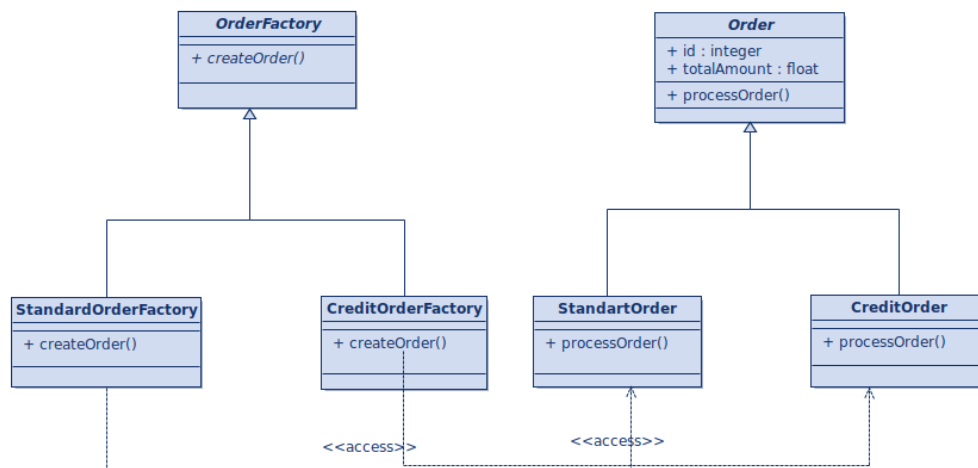 OrderFactory
+ createOrder()
Order
+ id : integer
+ totalAmount : float
+ processOrder()
StandardOrderFactory
+ createOrder()
CreditOrderFactory
+ createOrder()
StandartOrder
+ processOrder()
CreditOrder
+ processOrder()
<<access>>
<<access>>